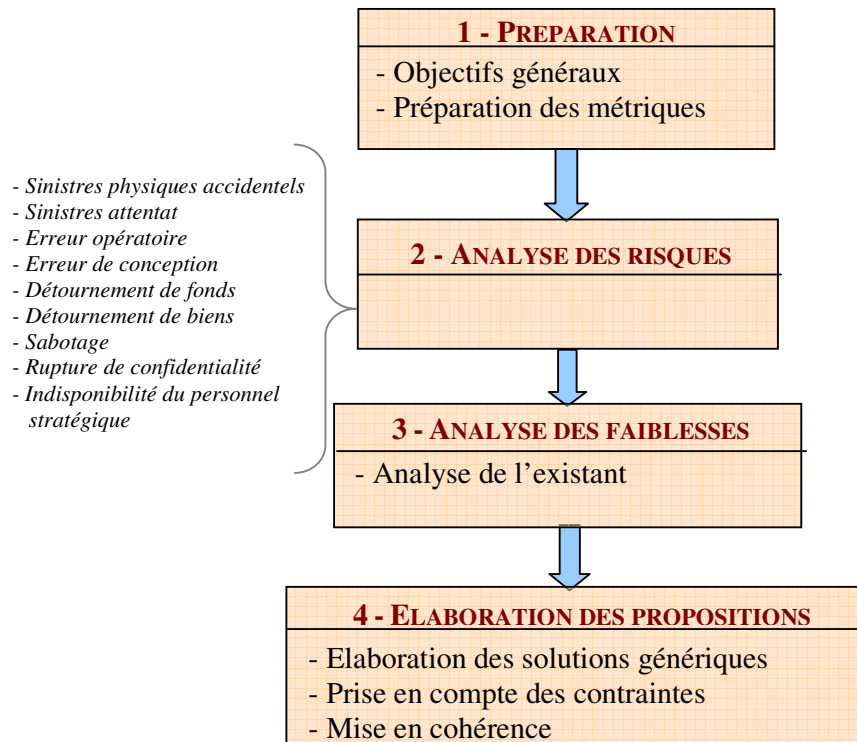 1 - PREPARATION
- Objectifs généraux
- Préparation des métriques
- Sinistres physiques accidentels
- Sinistres attentat
- Erreur opératoire
- Erreur de conception
- Détournement de fonds
- Détournement de biens
- Sabotage
- Rupture de confidentialité
- Indisponibilité du personnel
stratégique
2 - ANALYSE DES RISQUES
3 - ANALYSE DES FAIBLESSES
- Analyse de l’existant
4 - ELABORATION DES PROPOSITIONS
- Elaboration des solutions génériques
- Prise en compte des contraintes
- Mise en cohérence